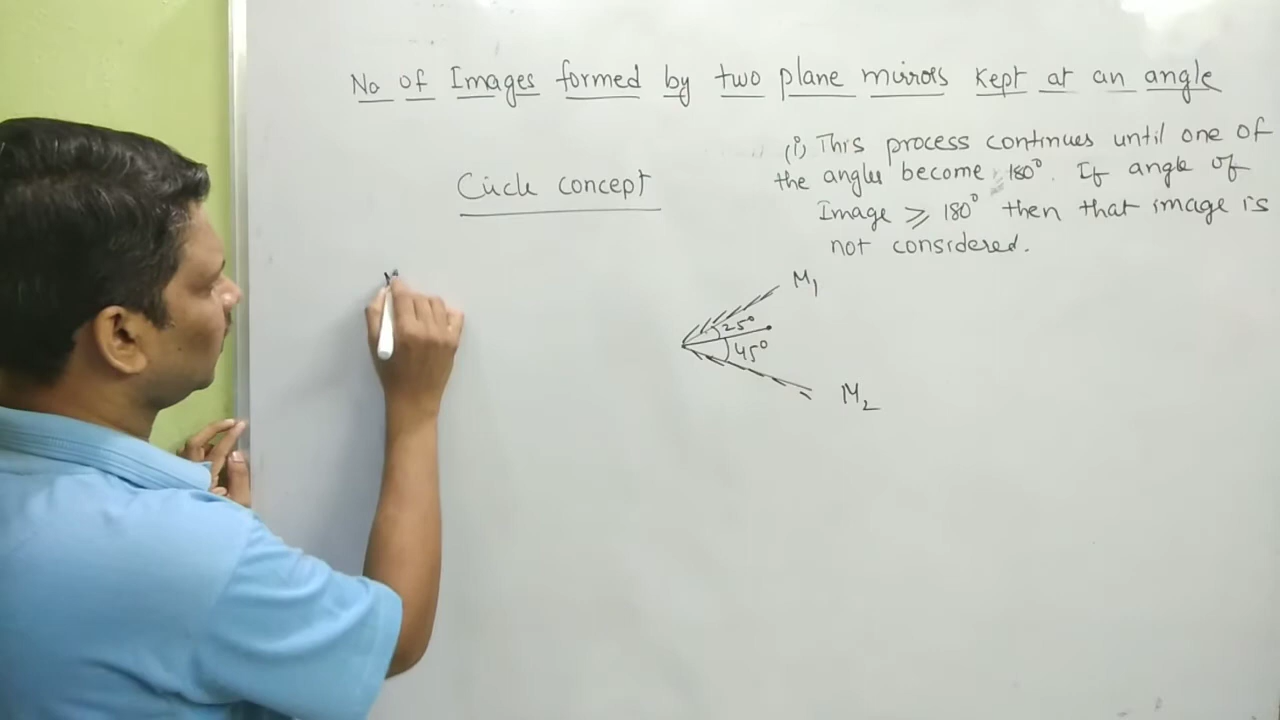 No of Images formed by two plane mirrors kept at an angle
Circle concept
(i) This process continues until one of
the angles become 180°. If angle of
Image ⩾ 180° then that image is
not considered.
M₁
25°
45°
M₂